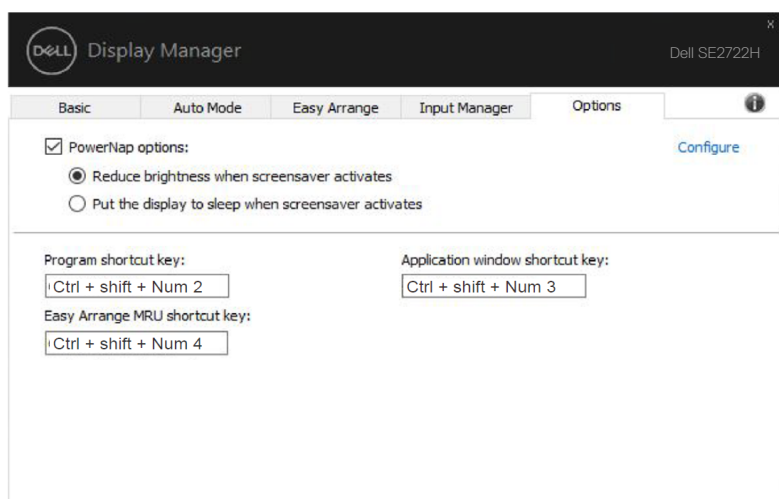 x
DELL Display Manager
Dell SE2722H
Basic Auto Mode Easy Arrange Input Manager Options
PowerNap options: Configure
Reduce brightness when screensaver activates
Put the display to sleep when screensaver activates
Program shortcut key: Application window shortcut key:
Ctrl + shift + Num 2 Ctrl + shift + Num 3
Easy Arrange MRU shortcut key:
Ctrl + shift + Num 4